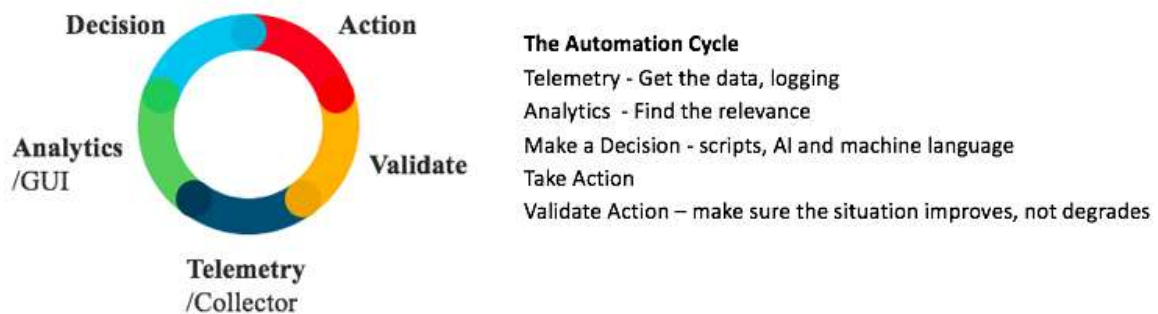 Decision
Action
Analytics
/GUI
Validate
Telemetry
/Collector
The Automation Cycle
Telemetry - Get the data, logging
Analytics - Find the relevance
Make a Decision - scripts, AI and machine language
Take Action
Validate Action – make sure the situation improves, not degrades